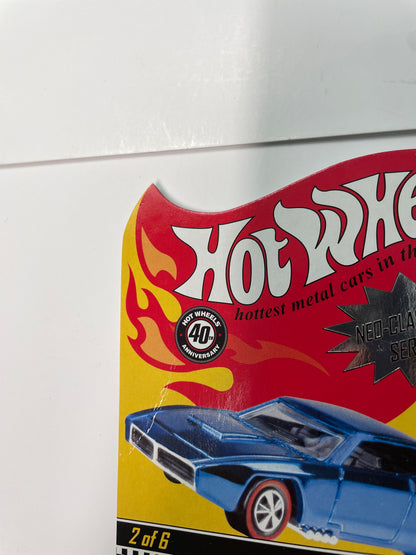 HOT WHE
hottest metal cars in th
HOT WHEELS
40th
ANNIVERSARY
NEO-CLA
SER
2 of 6